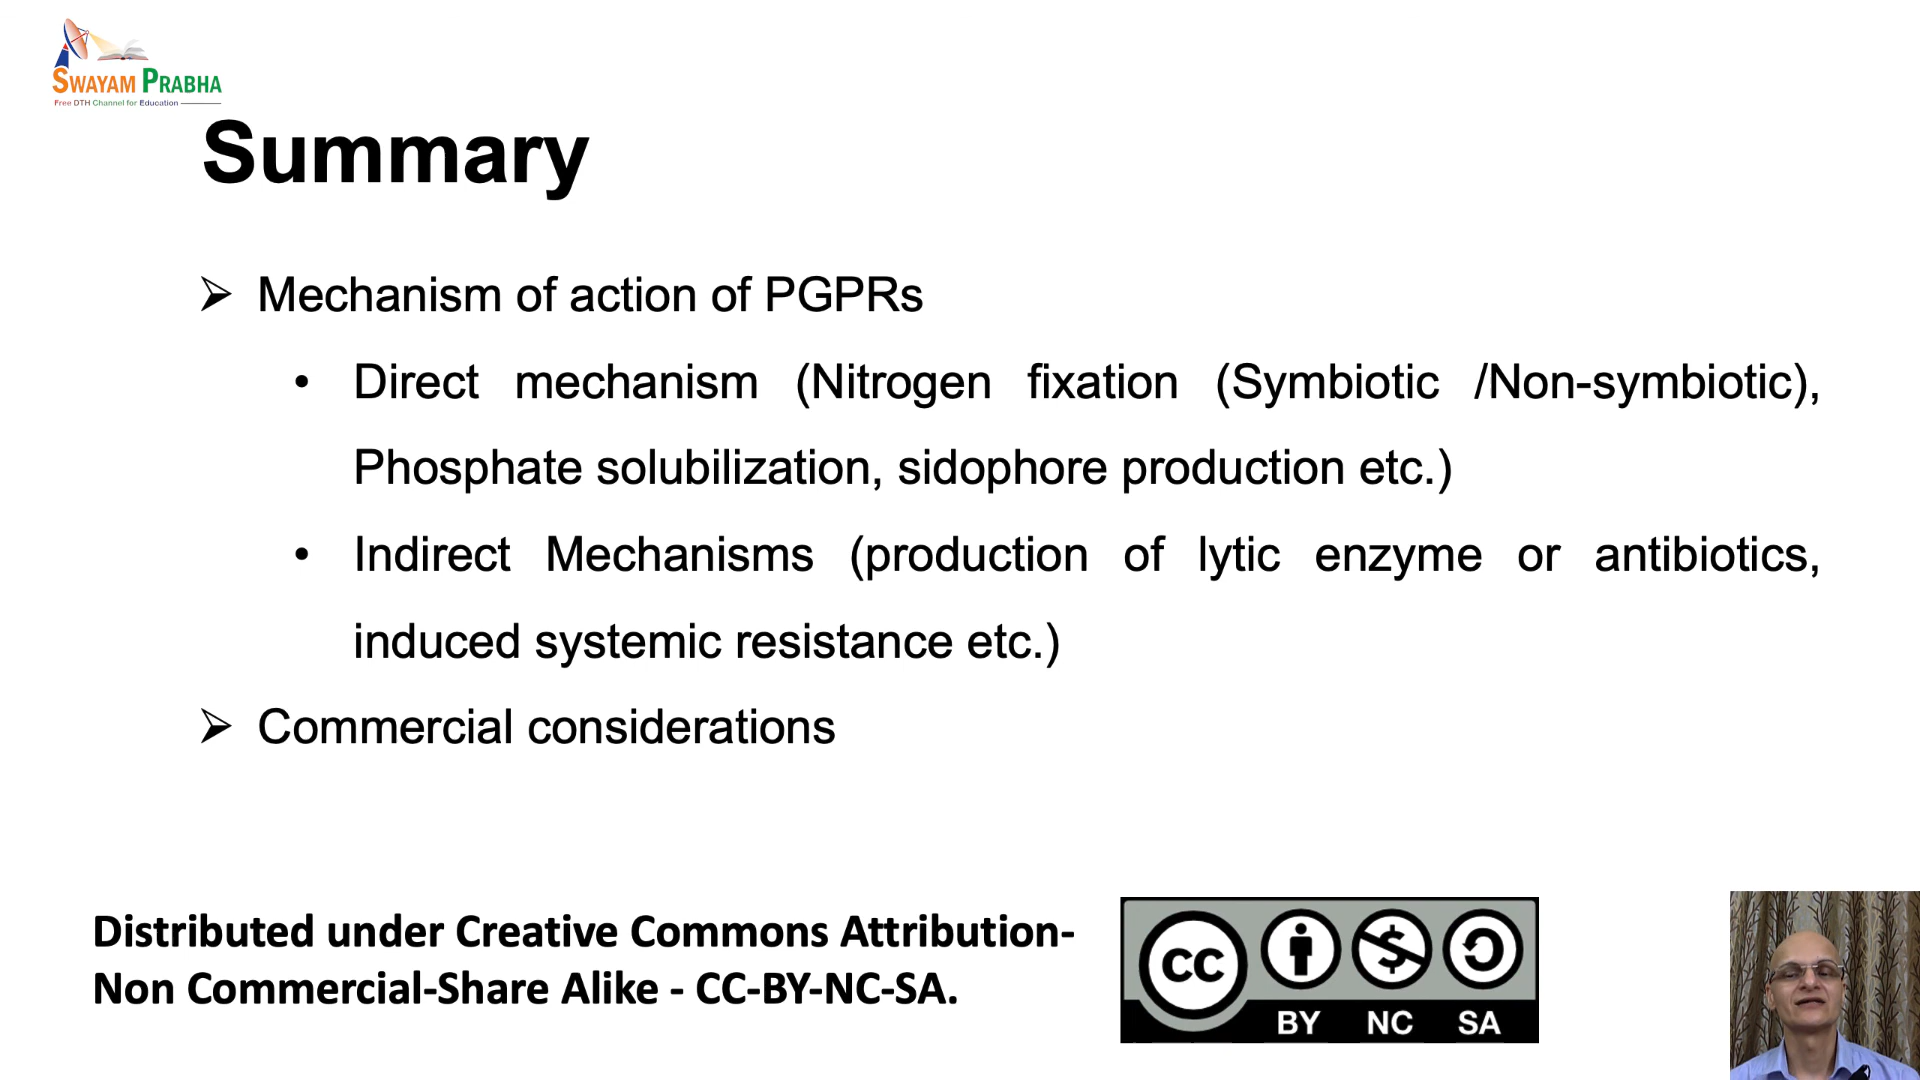 SWAYAM PRABHA
Free DTH Channel for Education
Summary
➢ Mechanism of action of PGPRs
• Direct mechanism (Nitrogen fixation (Symbiotic /Non-symbiotic),
Phosphate solubilization, sidophore production etc.)
• Indirect Mechanisms (production of lytic enzyme or antibiotics,
induced systemic resistance etc.)
➢ Commercial considerations
Distributed under Creative Commons Attribution-
Non Commercial-Share Alike - CC-BY-NC-SA.
cc
BY NC SA